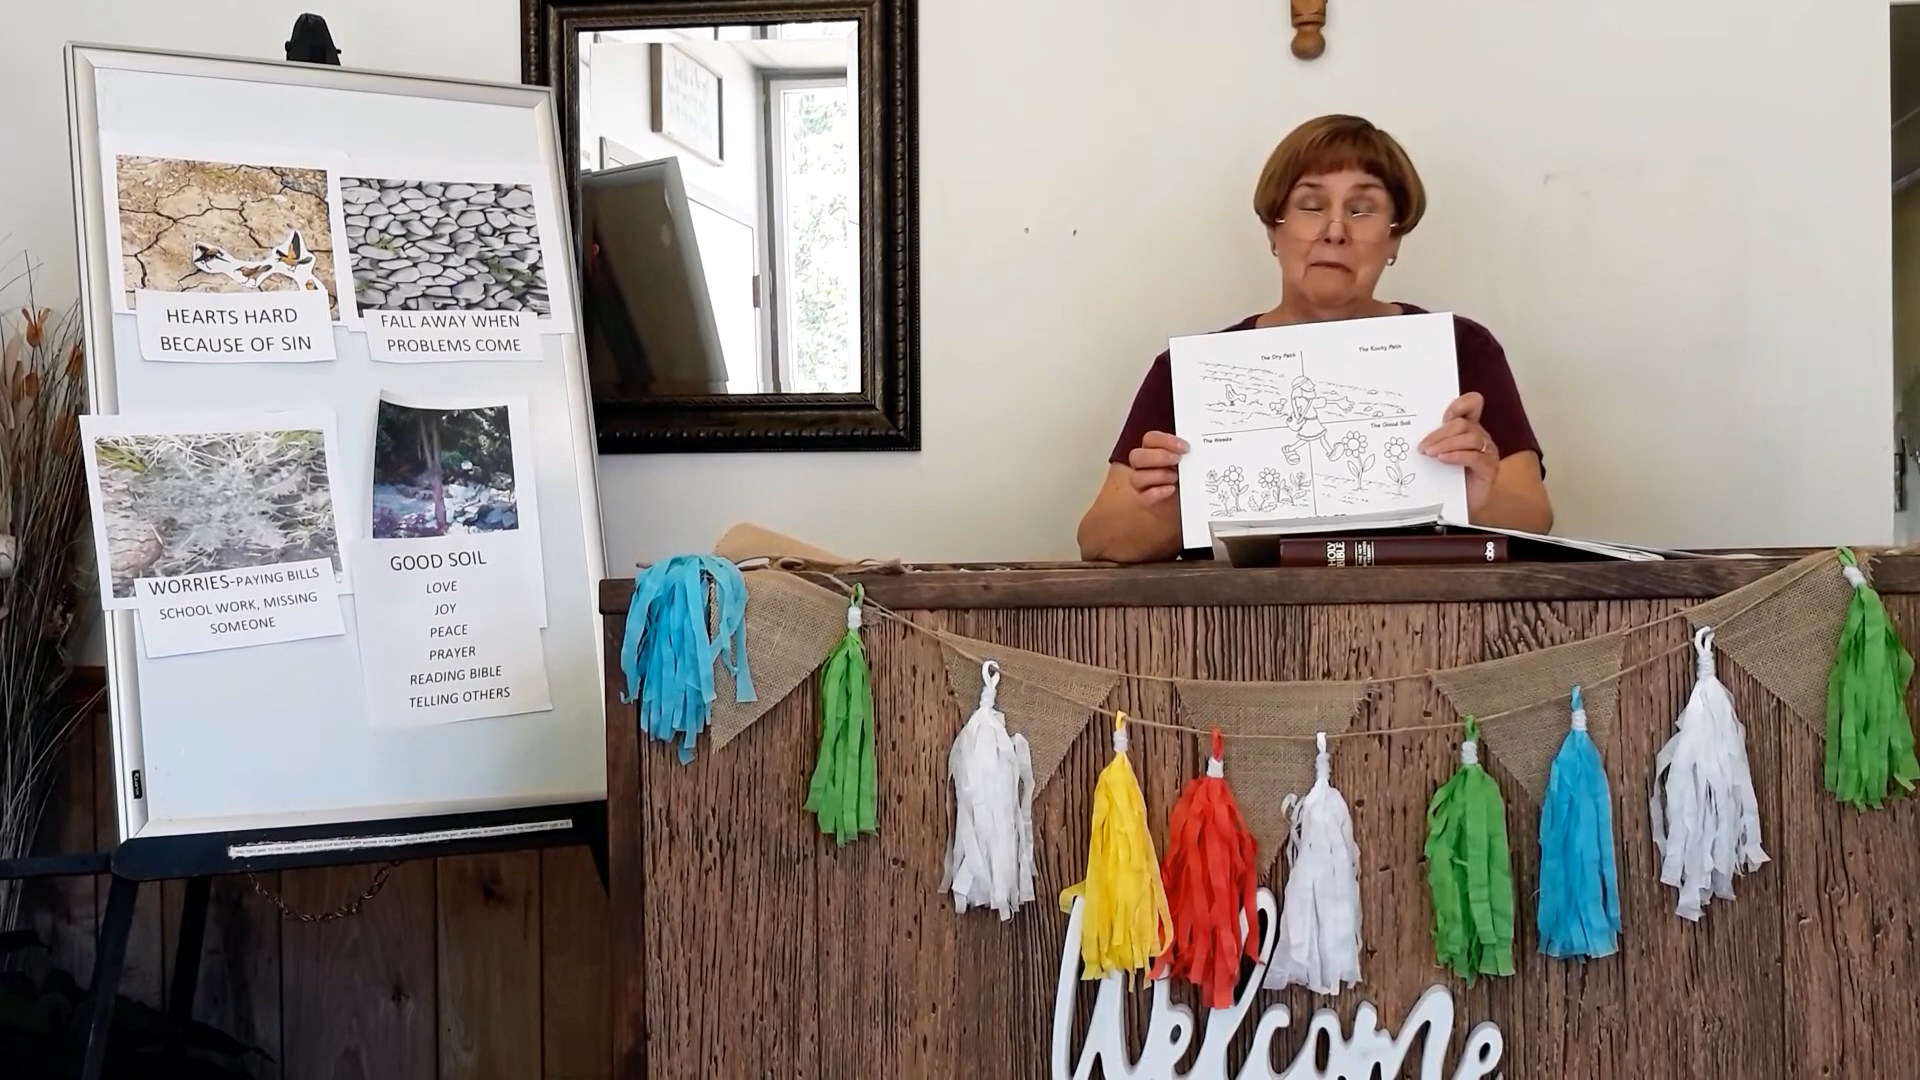 HEARTS HARD
BECAUSE OF SIN
FALL AWAY WHEN
PROBLEMS COME
WORRIES-PAYING BILLS
SCHOOL WORK, MISSING
SOMEONE
GOOD SOIL
LOVE
JOY
PEACE
PRAYER
READING BIBLE
TELLING OTHERS
The Dry Path
The Rocky Path
The Weeds
The Good Soil
HOLY
BIBLE
Welcome